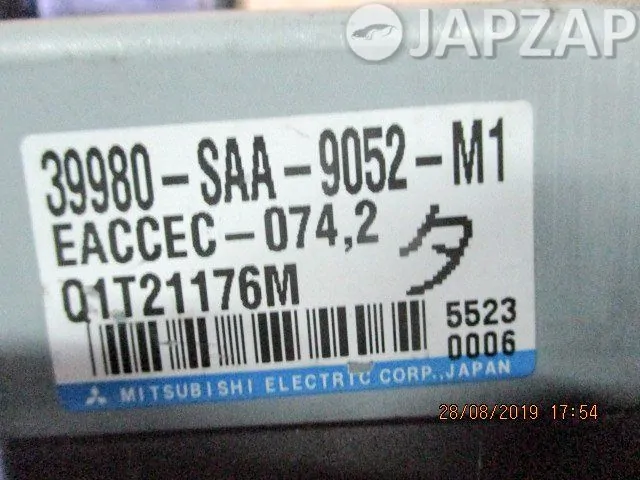 JAPZAP
39980-SAA-9052-M1
EACCEC-074,2
タ
Q1T21176M
5523
0006
MITSUBISHI ELECTRIC CORP.,JAPAN
28/08/2019 17:54